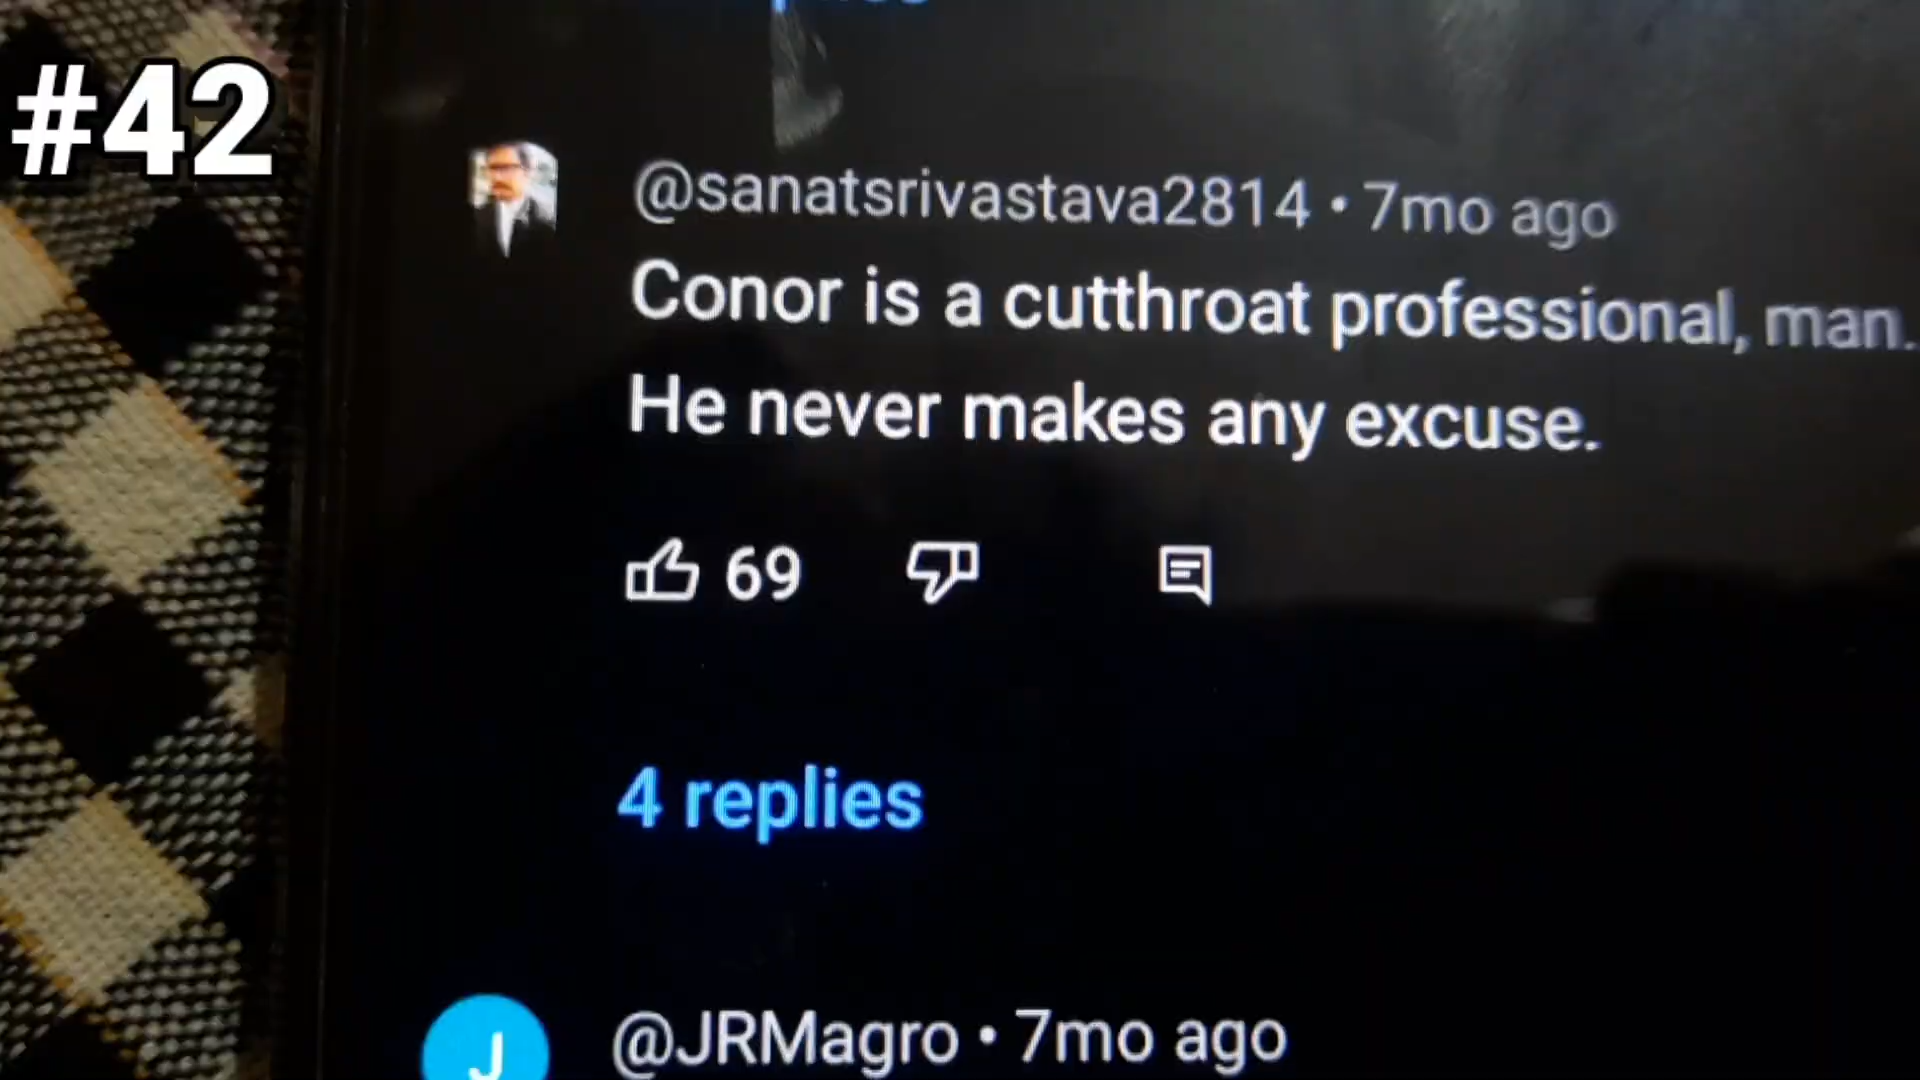 #42
@sanatsrivastava2814 • 7mo ago
Conor is a cutthroat professional, man.
He never makes any excuse.
69
4 replies
J
@JRMagro • 7mo ago